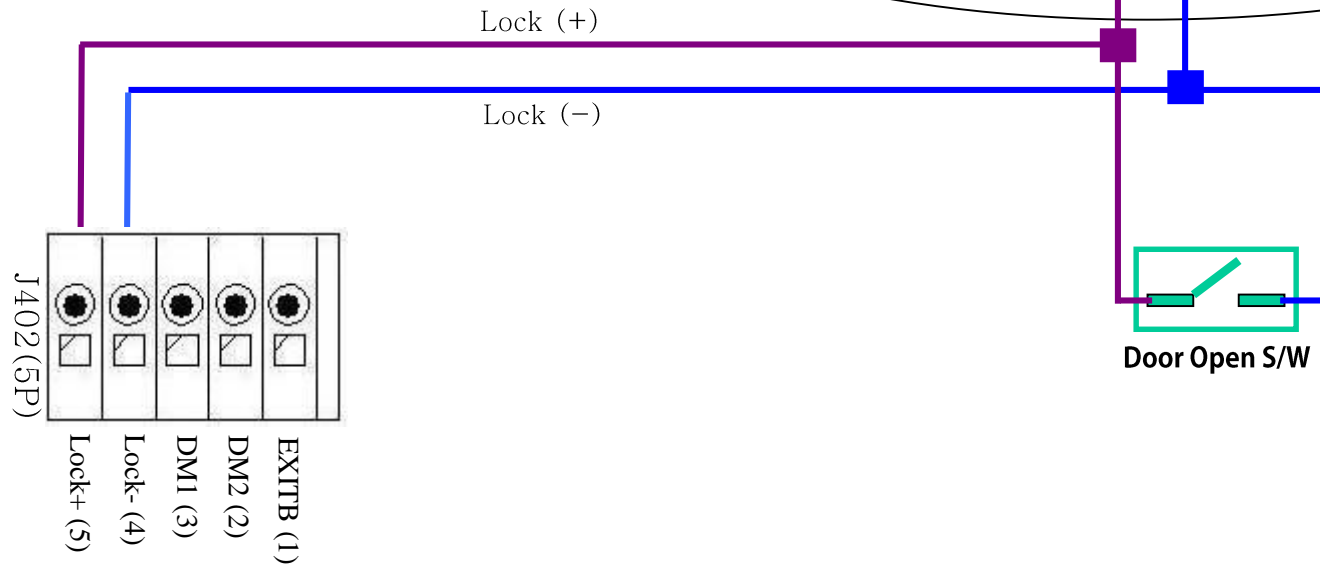 Lock (+)
Lock (−)
J402(5P)
Door Open S/W
Lock+ (5)
Lock- (4)
DM1 (3)
DM2 (2)
EXITB (1)